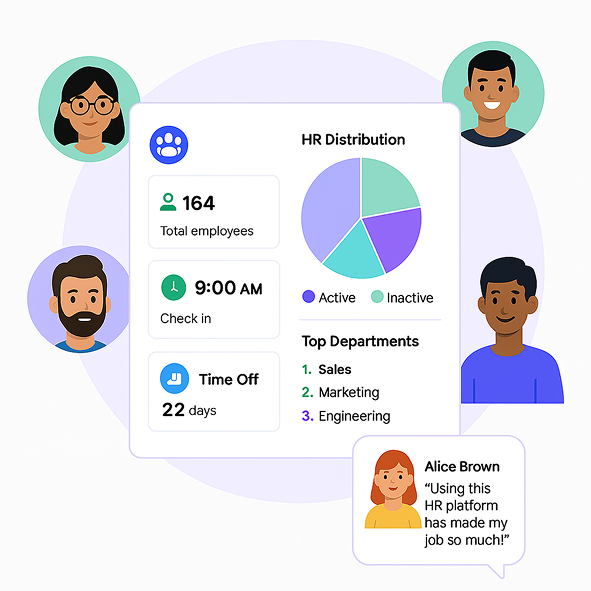 HR Distribution
164
Total employees
9:00 AM
Check in
Time Off
22 days
Active
Inactive
Top Departments
1. Sales
2. Marketing
3. Engineering
Alice Brown
“Using this
HR platform
has made my
job so much!”